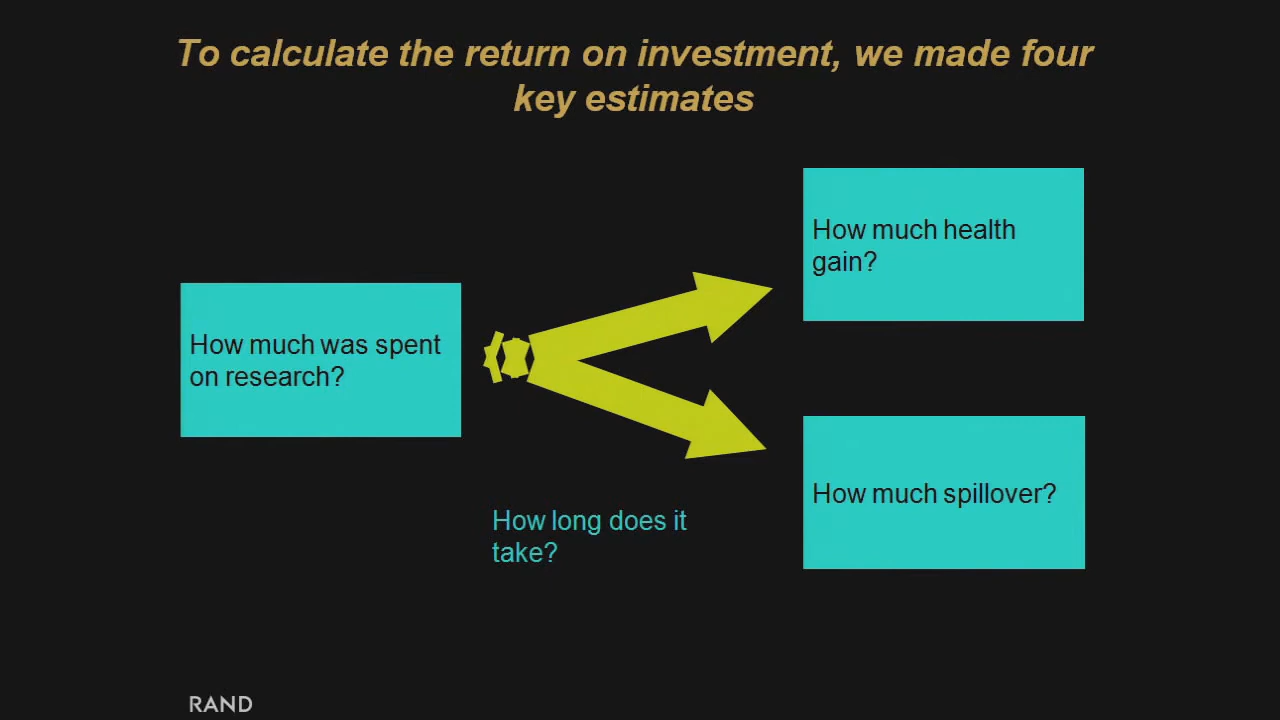 To calculate the return on investment, we made four
key estimates
How much health
gain?
How much was spent
on research?
How much spillover?
How long does it
take?
RAND